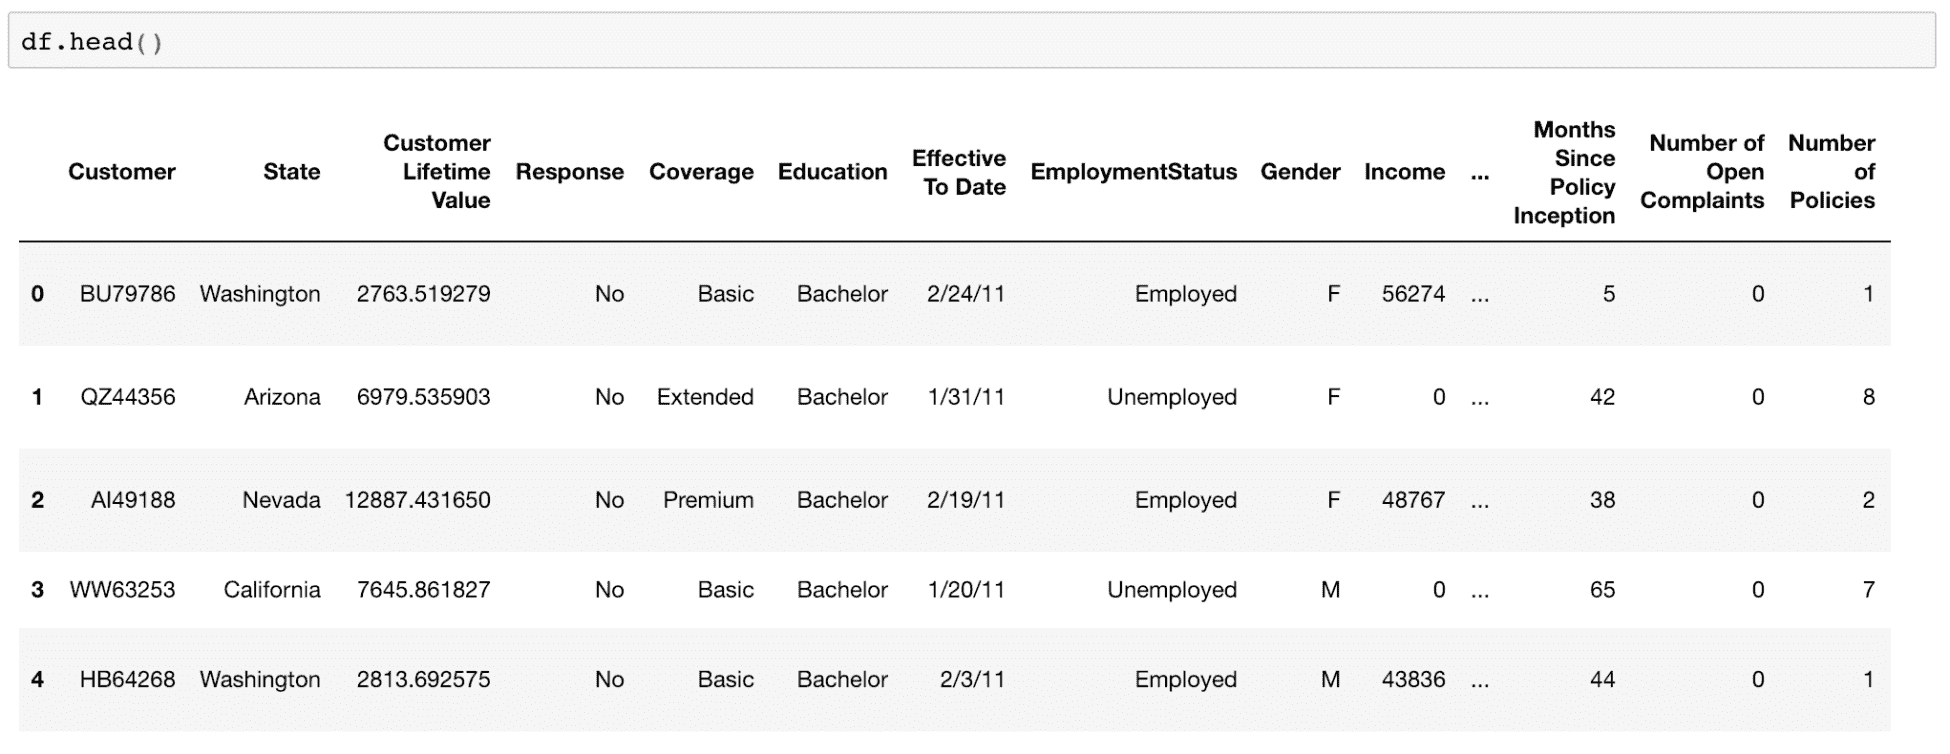 df.head()
Customer State Customer Lifetime Value Response Coverage Education Effective To Date EmploymentStatus Gender Income ... Months Since Policy Inception Number of Open Complaints Number of Policies
0 BU79786 Washington 2763.519279 No Basic Bachelor 2/24/11 Employed F 56274 ... 5 0 1
1 QZ44356 Arizona 6979.535903 No Extended Bachelor 1/31/11 Unemployed F 0 ... 42 0 8
2 AI49188 Nevada 12887.431650 No Premium Bachelor 2/19/11 Employed F 48767 ... 38 0 2
3 WW63253 California 7645.861827 No Basic Bachelor 1/20/11 Unemployed M 0 ... 65 0 7
4 HB64268 Washington 2813.692575 No Basic Bachelor 2/3/11 Employed M 43836 ... 44 0 1